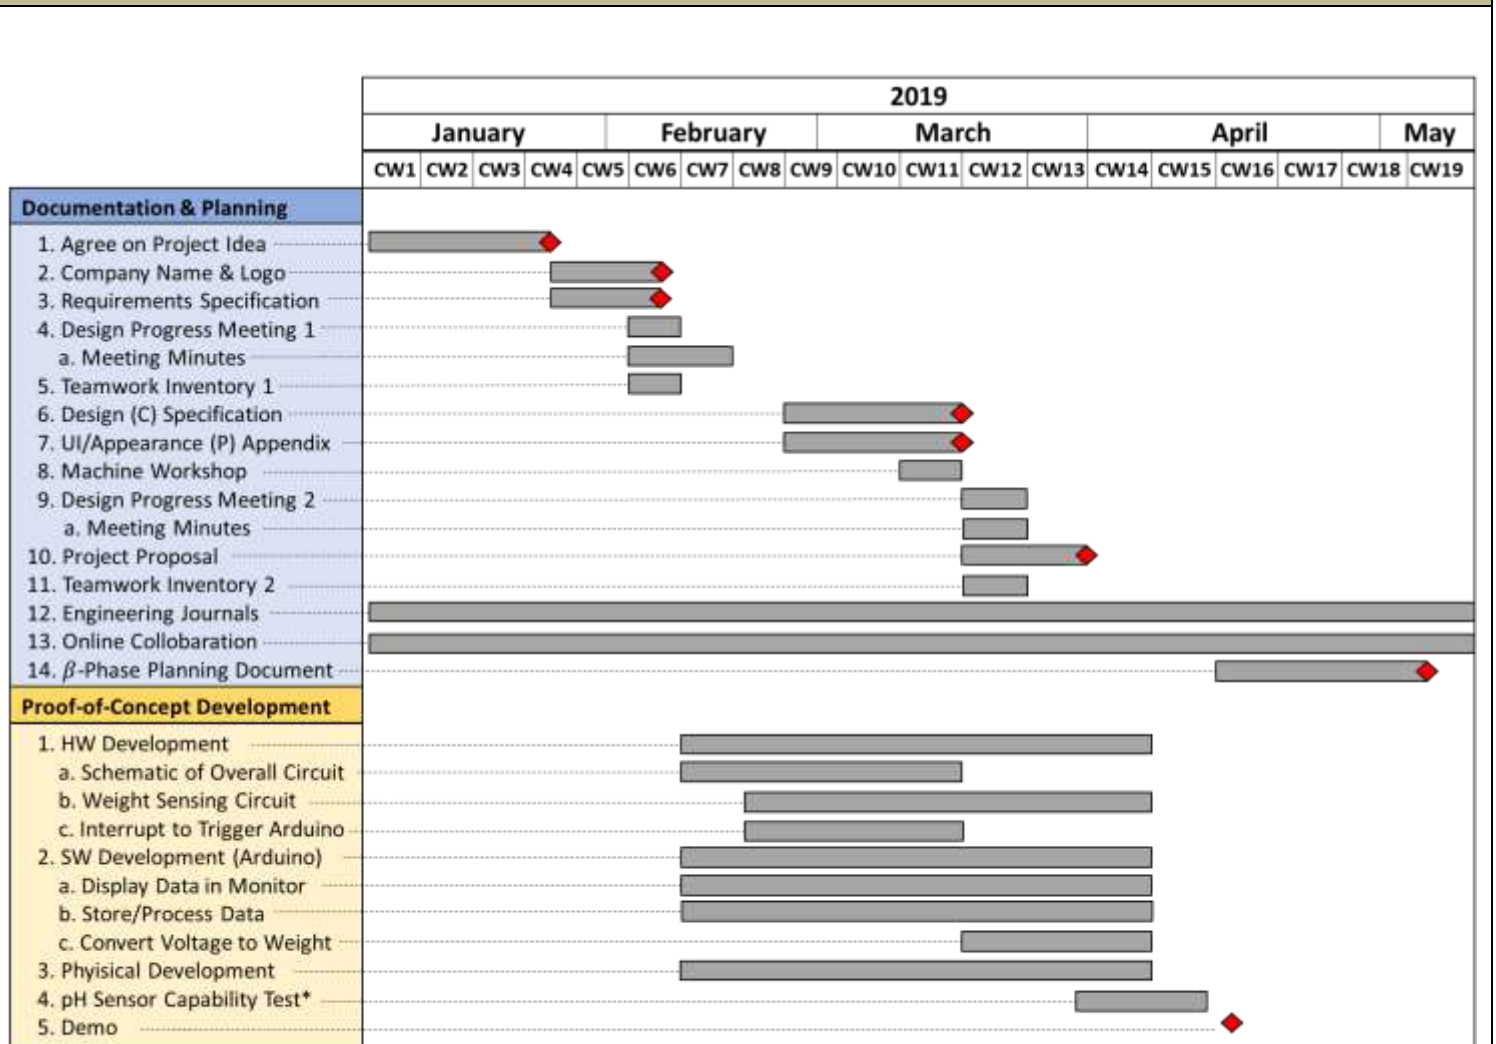 2019
January February March April May
CW1 CW2 CW3 CW4 CW5 CW6 CW7 CW8 CW9 CW10 CW11 CW12 CW13 CW14 CW15 CW16 CW17 CW18 CW19
Documentation & Planning
1. Agree on Project Idea
2. Company Name & Logo
3. Requirements Specification
4. Design Progress Meeting 1
a. Meeting Minutes
5. Teamwork Inventory 1
6. Design (C) Specification
7. UI/Appearance (P) Appendix
8. Machine Workshop
9. Design Progress Meeting 2
a. Meeting Minutes
10. Project Proposal
11. Teamwork Inventory 2
12. Engineering Journals
13. Online Collobaration
14. β-Phase Planning Document
Proof-of-Concept Development
1. HW Development
a. Schematic of Overall Circuit
b. Weight Sensing Circuit
c. Interrupt to Trigger Arduino
2. SW Development (Arduino)
a. Display Data in Monitor
b. Store/Process Data
c. Convert Voltage to Weight
3. Phyisical Development
4. pH Sensor Capability Test*
5. Demo